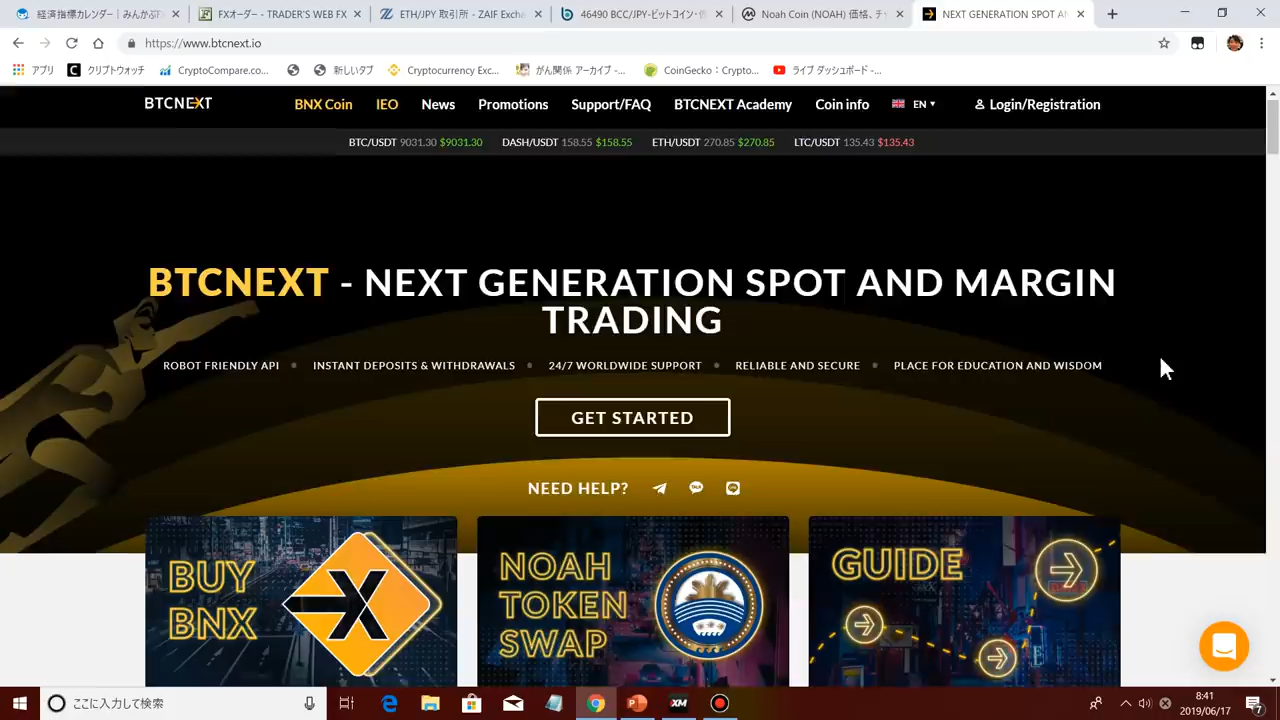 経済指標カレンダー | みんかぶF
FXオーダー - TRADER'S WEB FX
ETH/JPY 取引所 - ZAIF Excha
46490 BCC/JPY-ビットコイン・仮
Noah Coin (NOAH) 価格、チャ
NEXT GENERATION SPOT AN
https://www.btcnext.io
アプリ
クリプトウォッチ
CryptoCompare.co...
新しいタブ
Cryptocurrency Exc...
がん関係 アーカイブ -...
CoinGecko：Crypto...
ライブ ダッシュボード -...
BTCNEXT
BNX Coin
IEO
News
Promotions
Support/FAQ
BTCNEXT Academy
Coin info
EN
Login/Registration
BTC/USDT 9031.30 $9031.30
DASH/USDT 158.55 $158.55
ETH/USDT 270.85 $270.85
LTC/USDT 135.43 $135.43
BTCNEXT - NEXT GENERATION SPOT AND MARGIN
TRADING
ROBOT FRIENDLY API
INSTANT DEPOSITS & WITHDRAWALS
24/7 WORLDWIDE SUPPORT
RELIABLE AND SECURE
PLACE FOR EDUCATION AND WISDOM
GET STARTED
NEED HELP?
BUY
BNX
NOAH
TOKEN
SWAP
GUIDE
ここに入力して検索
XM
8:41
2019/06/17
7